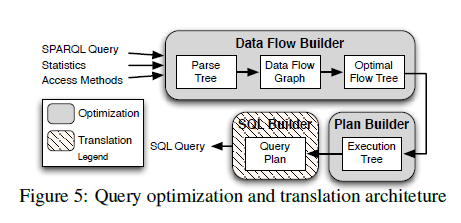 Data Flow Builder
SPARQL Query
Statistics
Access Methods
Parse
Tree
Data Flow
Graph
Optimal
Flow Tree
Optimization
Translation
Legend
SQL Query
SQL Builder
Query
Plan
Plan Builder
Execution
Tree
Figure 5: Query optimization and translation architeture